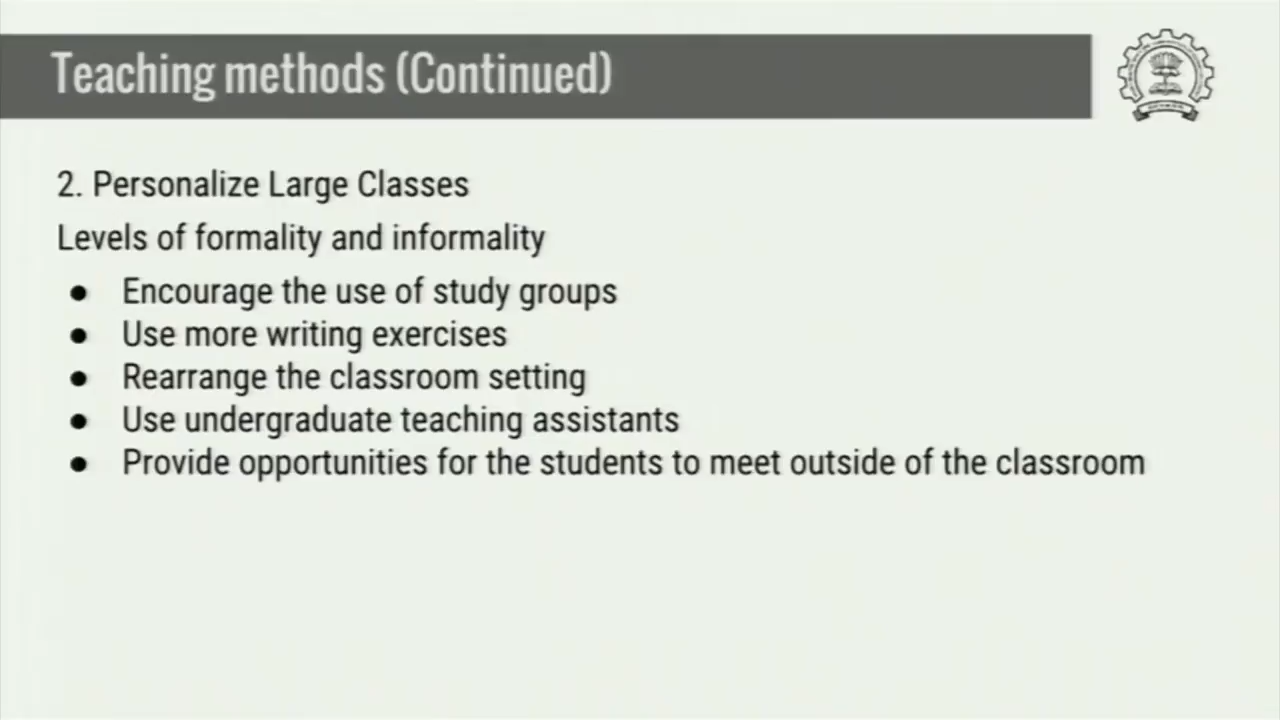 Teaching methods (Continued)
2. Personalize Large Classes
Levels of formality and informality
● Encourage the use of study groups
● Use more writing exercises
● Rearrange the classroom setting
● Use undergraduate teaching assistants
● Provide opportunities for the students to meet outside of the classroom